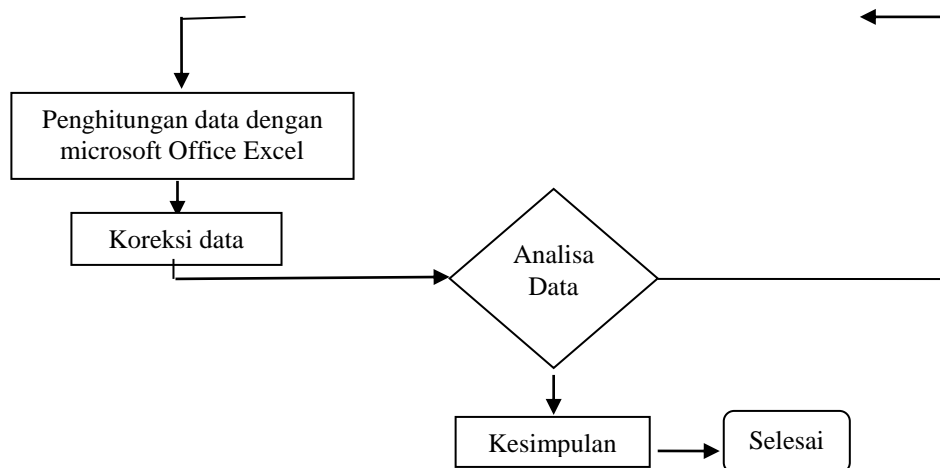 Penghitungan data dengan
microsoft Office Excel
Koreksi data
Analisa
Data
Kesimpulan
Selesai